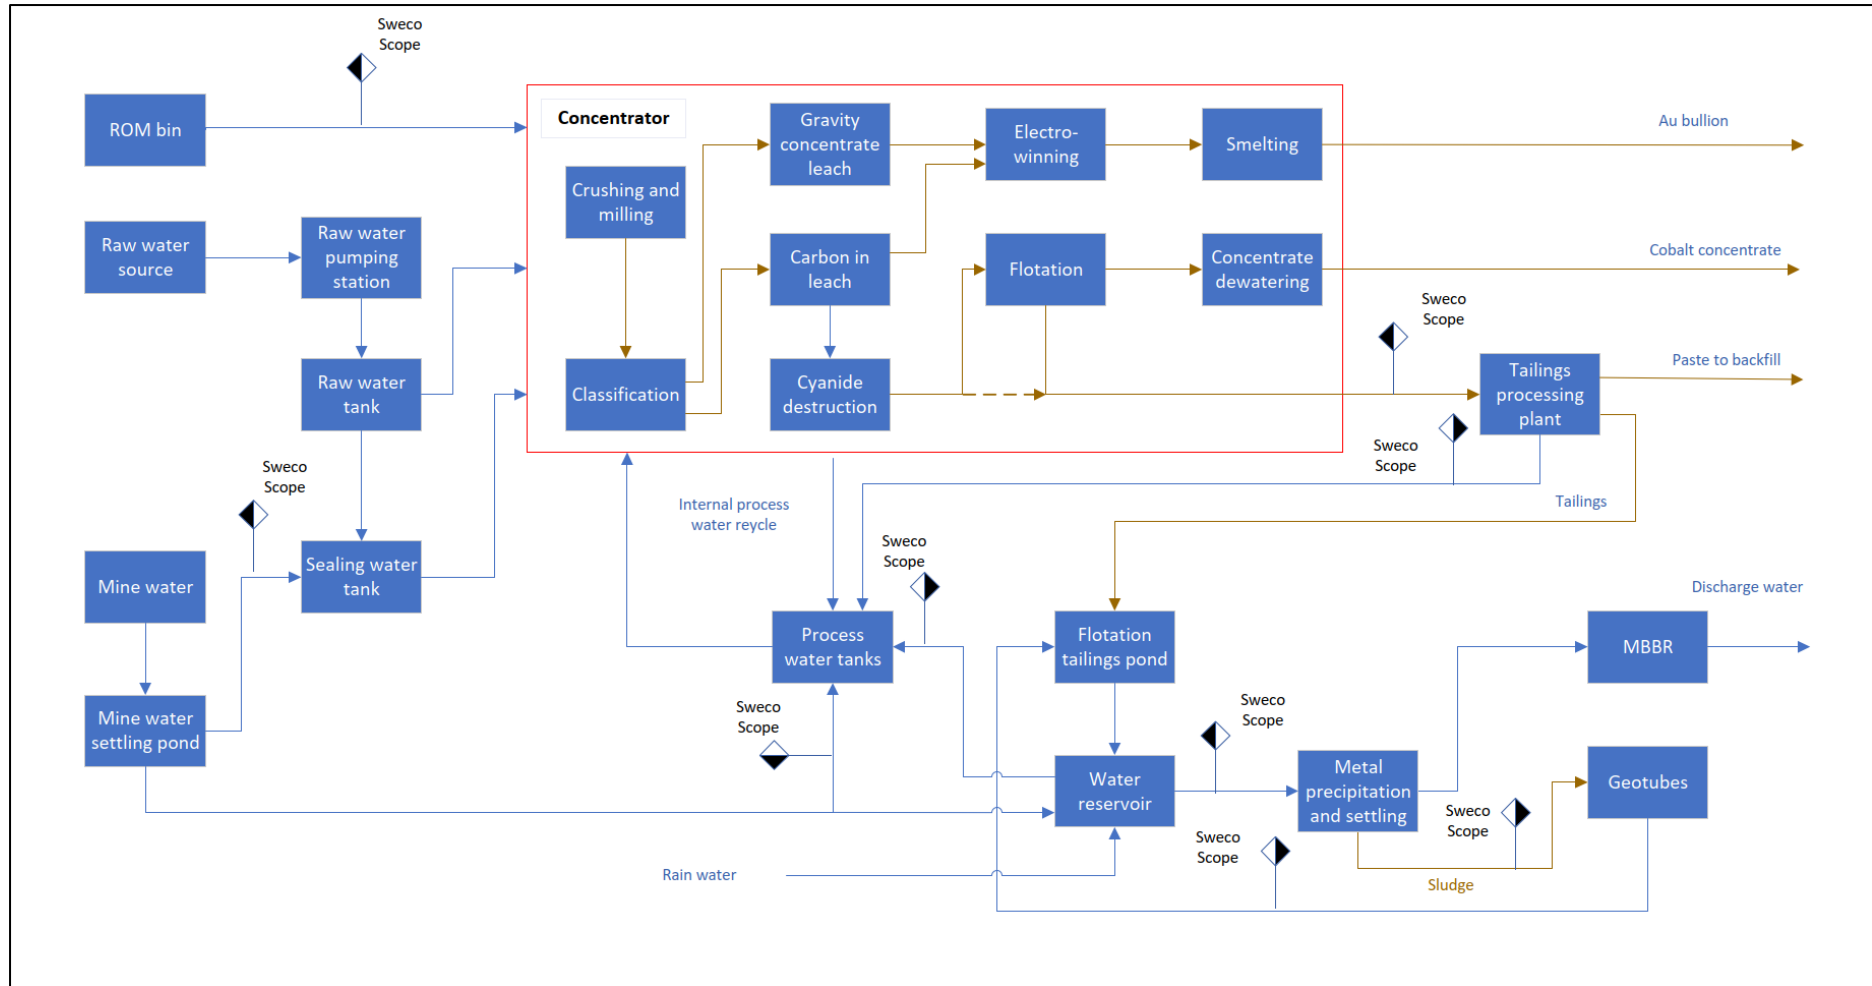 Sweco
Scope
ROM bin
Concentrator
Gravity
concentrate
leach
Electro-
winning
Smelting
Au bullion
Crushing and
milling
Raw water
source
Raw water
pumping
station
Carbon in
leach
Flotation
Concentrate
dewatering
Cobalt concentrate
Sweco
Scope
Raw water
tank
Classification
Cyanide
destruction
Tailings
processing
plant
Paste to backfill
Sweco
Scope
Sweco
Scope
Internal process
water reycle
Tailings
Sweco
Scope
Mine water
Sealing water
tank
Process
water tanks
Flotation
tailings pond
Discharge water
MBBR
Mine water
settling pond
Sweco
Scope
Sweco
Scope
Water
reservoir
Metal
precipitation
and settling
Geotubes
Sweco
Scope
Sweco
Scope
Rain water
Sludge